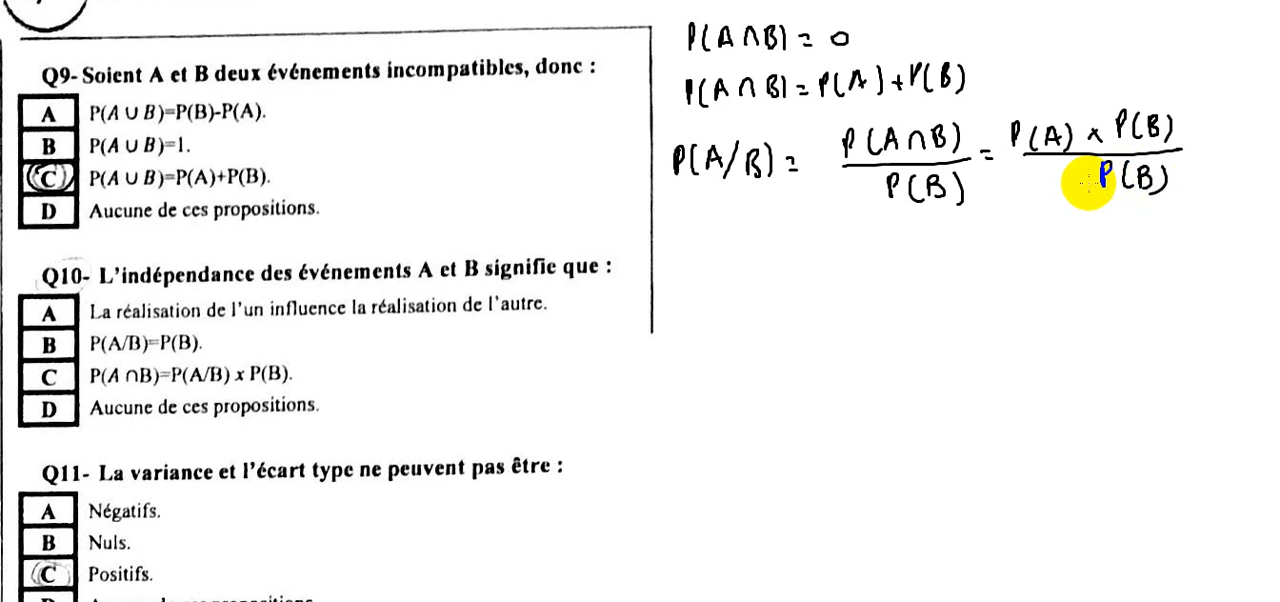 Q9- Soient A et B deux événements incompatibles, donc :
A P(A ∪ B)=P(B)-P(A).
B P(A ∪ B)=1.
C P(A ∪ B)=P(A)+P(B).
D Aucune de ces propositions.
Q10- L'indépendance des événements A et B signifie que :
A La réalisation de l'un influence la réalisation de l'autre.
B P(A/B)=P(B).
C P(A ∩B)=P(A/B) x P(B).
D Aucune de ces propositions.
Q11- La variance et l'écart type ne peuvent pas être :
A Négatifs.
B Nuls.
C Positifs.
P(A ∩ B) = 0
P(A ∩ B) = P(A) + P(B)
P(A/B) = P(A ∩ B) / P(B) = P(A) × P(B) / P(B)